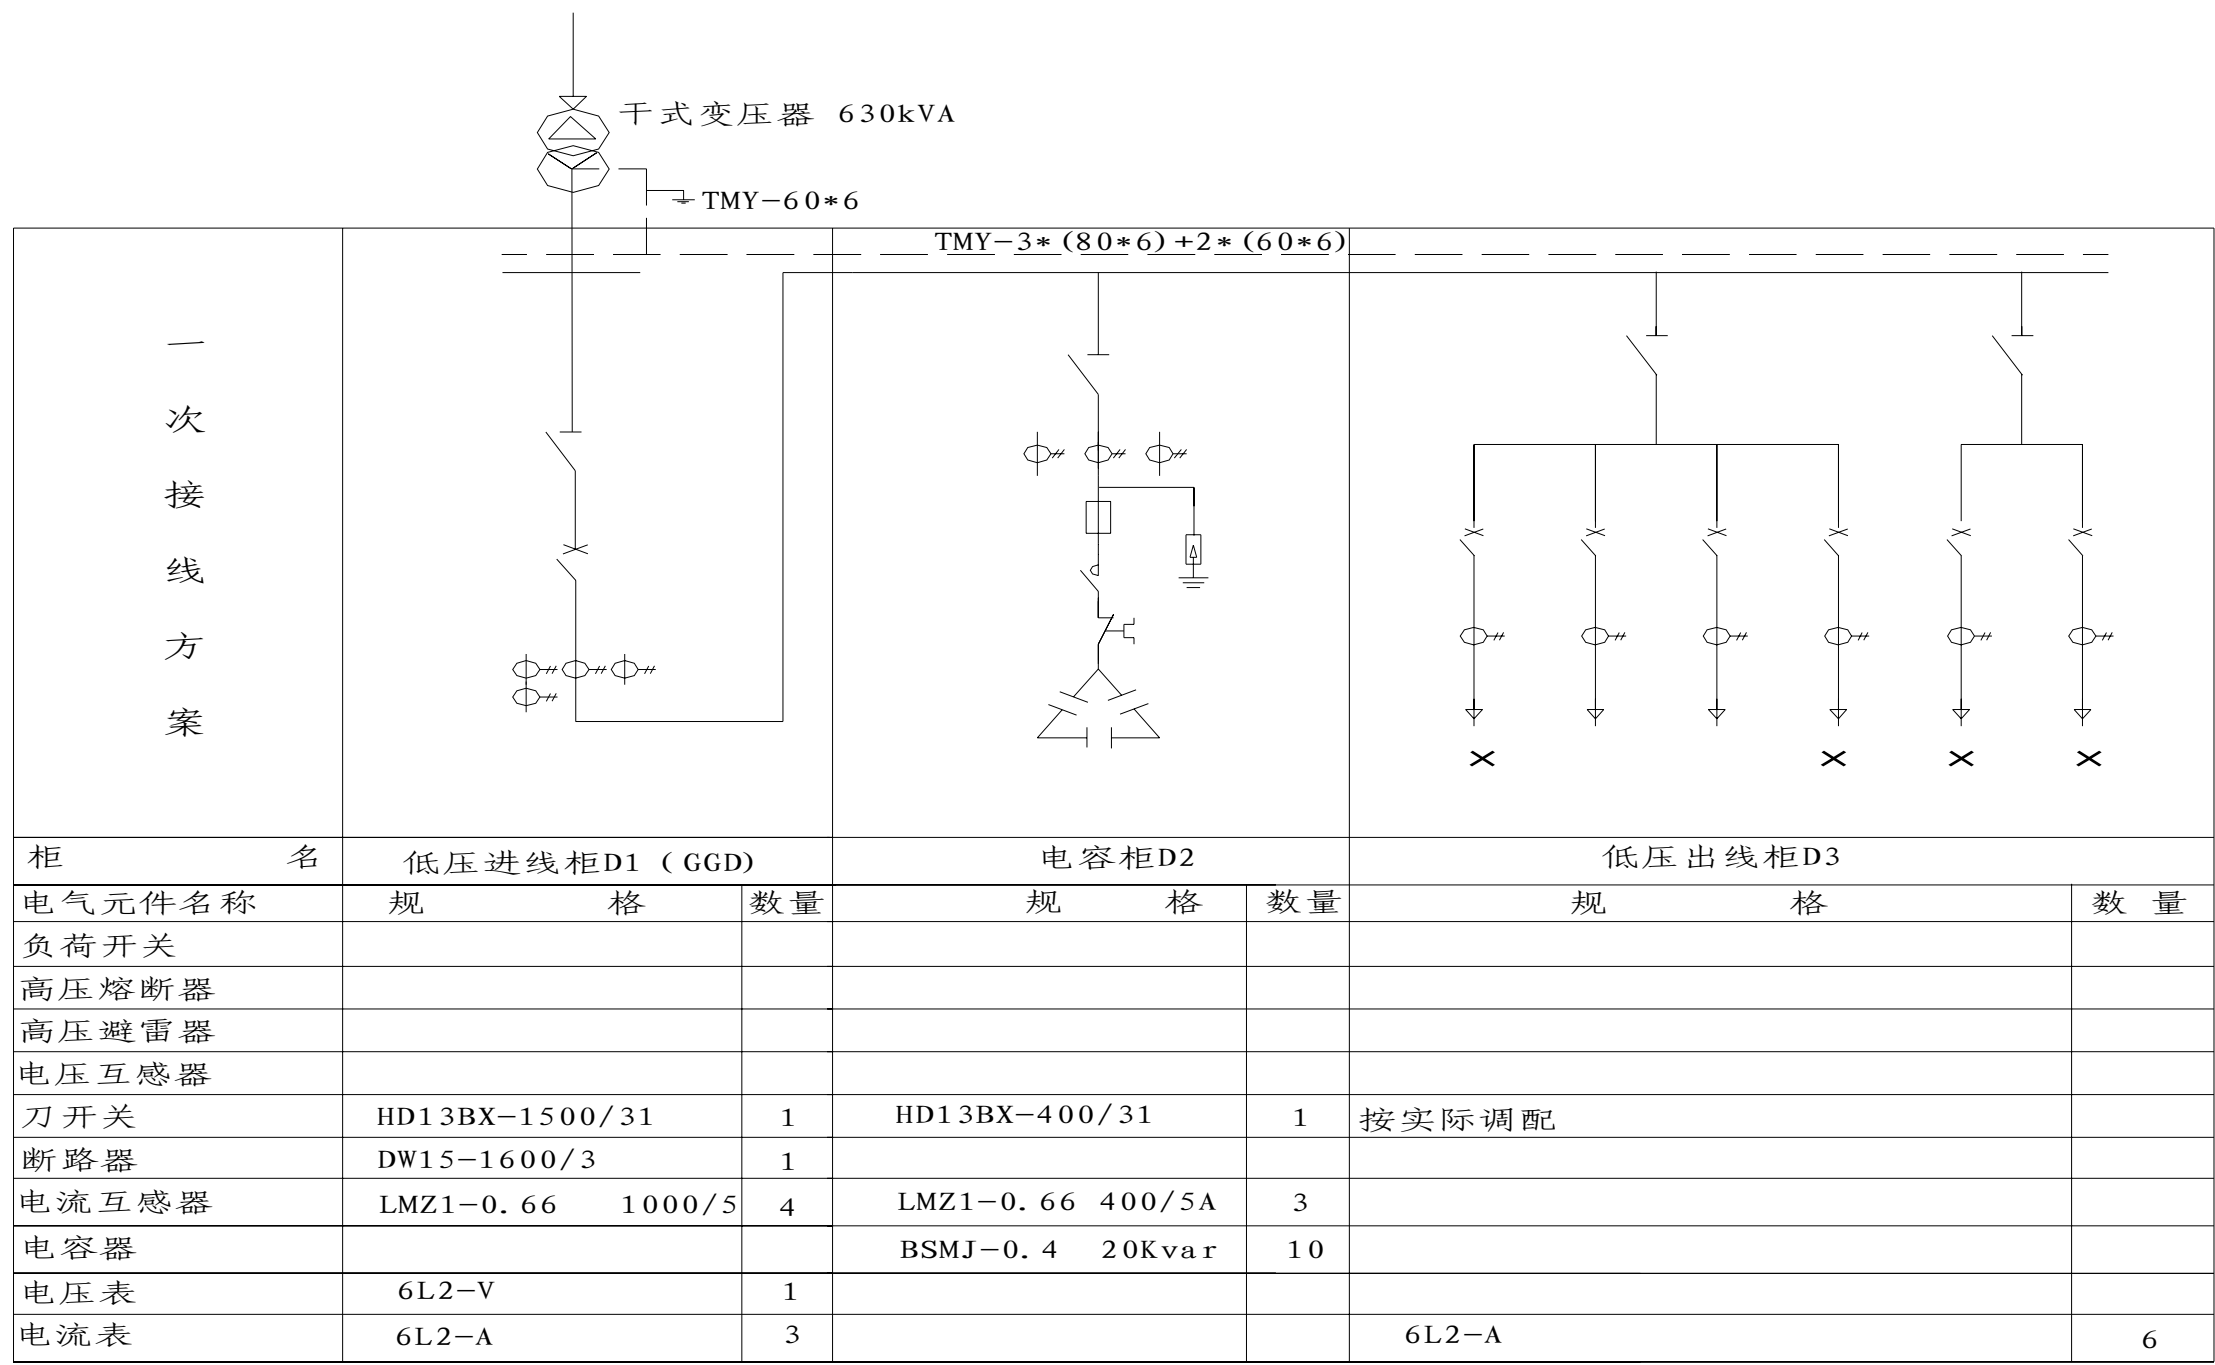 干式变压器 630kVA
TMY-60*6
TMY-3*(80*6)+2*(60*6)
一次接线方案
柜名 低压进线柜D1(GGD) 电容柜D2 低压出线柜D3
电气元件名称 规格 数量 规格 数量 规格 数量
负荷开关
高压熔断器
高压避雷器
电压互感器
刀开关 HD13BX-1500/31 1 HD13BX-400/31 1 按实际调配
断路器 DW15-1600/3 1
电流互感器 LMZ1-0.66 1000/5 4 LMZ1-0.66 400/5A 3
电容器 BSMJ-0.4 20Kvar 10
电压表 6L2-V 1
电流表 6L2-A 3 6L2-A 6